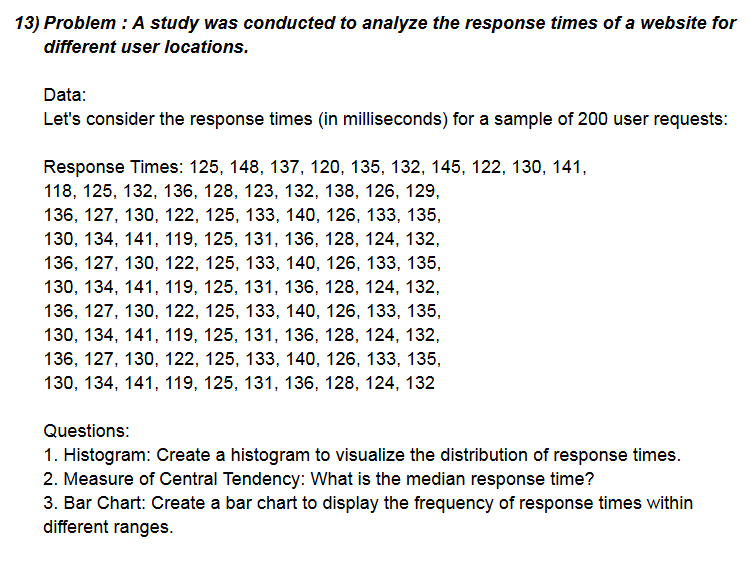 13) Problem : A study was conducted to analyze the response times of a website for
different user locations.
Data:
Let's consider the response times (in milliseconds) for a sample of 200 user requests:
Response Times: 125, 148, 137, 120, 135, 132, 145, 122, 130, 141,
118, 125, 132, 136, 128, 123, 132, 138, 126, 129,
136, 127, 130, 122, 125, 133, 140, 126, 133, 135,
130, 134, 141, 119, 125, 131, 136, 128, 124, 132,
136, 127, 130, 122, 125, 133, 140, 126, 133, 135,
130, 134, 141, 119, 125, 131, 136, 128, 124, 132,
136, 127, 130, 122, 125, 133, 140, 126, 133, 135,
130, 134, 141, 119, 125, 131, 136, 128, 124, 132,
136, 127, 130, 122, 125, 133, 140, 126, 133, 135,
130, 134, 141, 119, 125, 131, 136, 128, 124, 132
Questions:
1. Histogram: Create a histogram to visualize the distribution of response times.
2. Measure of Central Tendency: What is the median response time?
3. Bar Chart: Create a bar chart to display the frequency of response times within
different ranges.